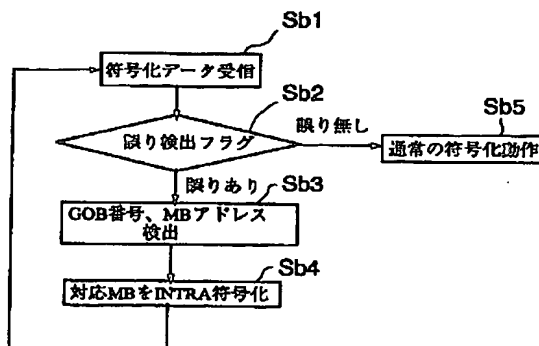 Sb1
符号化データ受信
Sb2
誤り検出フラグ
誤り無し
Sb5
通常の符号化動作
誤りあり
Sb3
GOB番号、MBアドレス
検出
Sb4
対応MBをINTRA符号化